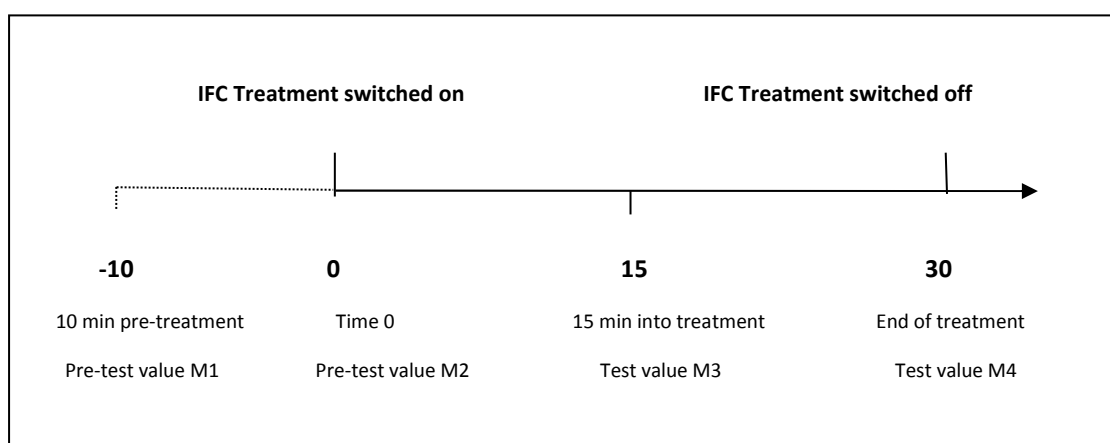 IFC Treatment switched on IFC Treatment switched off
-10 0 15 30
10 min pre-treatment Time 0 15 min into treatment End of treatment
Pre-test value M1 Pre-test value M2 Test value M3 Test value M4